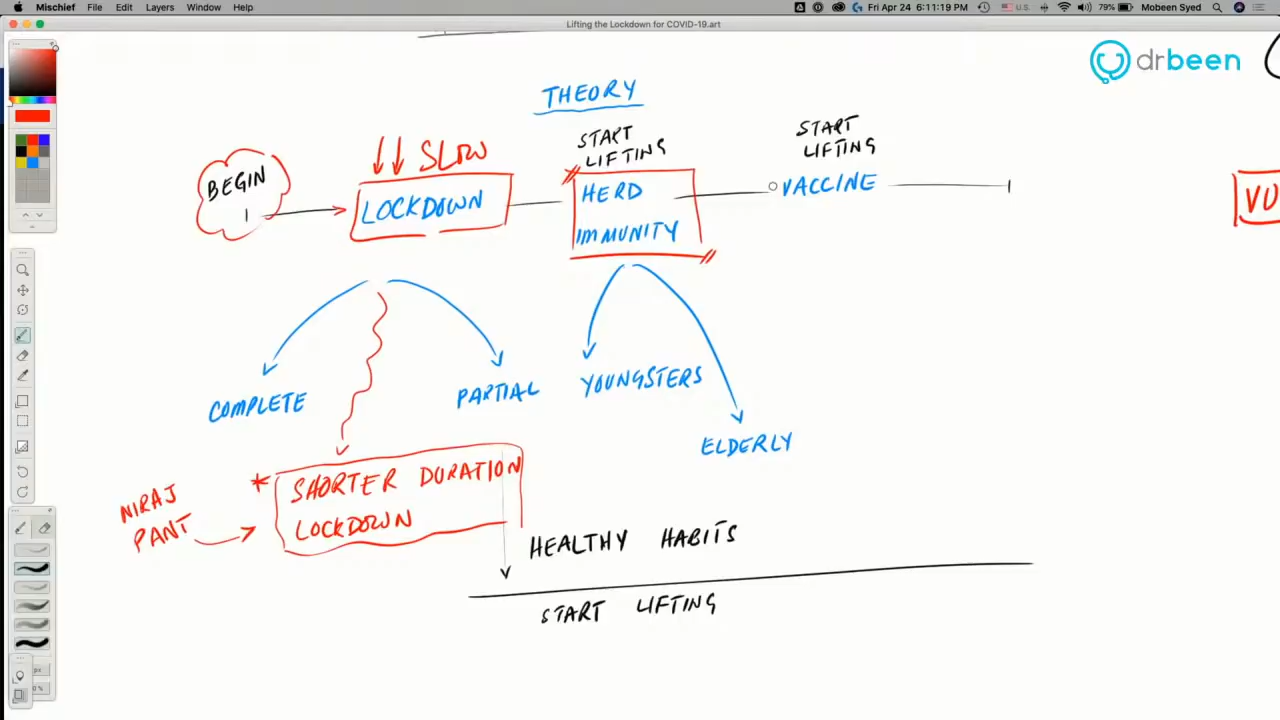 Mischief File Edit Layers Window Help
U.S. 79% Fri Apr 24 6:11:19 PM Mobeen Syed
Lifting the Lockdown for COVID-19.art
drbeen
THEORY
START
LIFTING
START
LIFTING
BEGIN
SLOW
LOCKDOWN
HERD
IMMUNITY
VACCINE
COMPLETE
PARTIAL
YOUNGSTERS
ELDERLY
* SHORTER DURATION
LOCKDOWN
NIRAJ
PANT
HEALTHY HABITS
START LIFTING